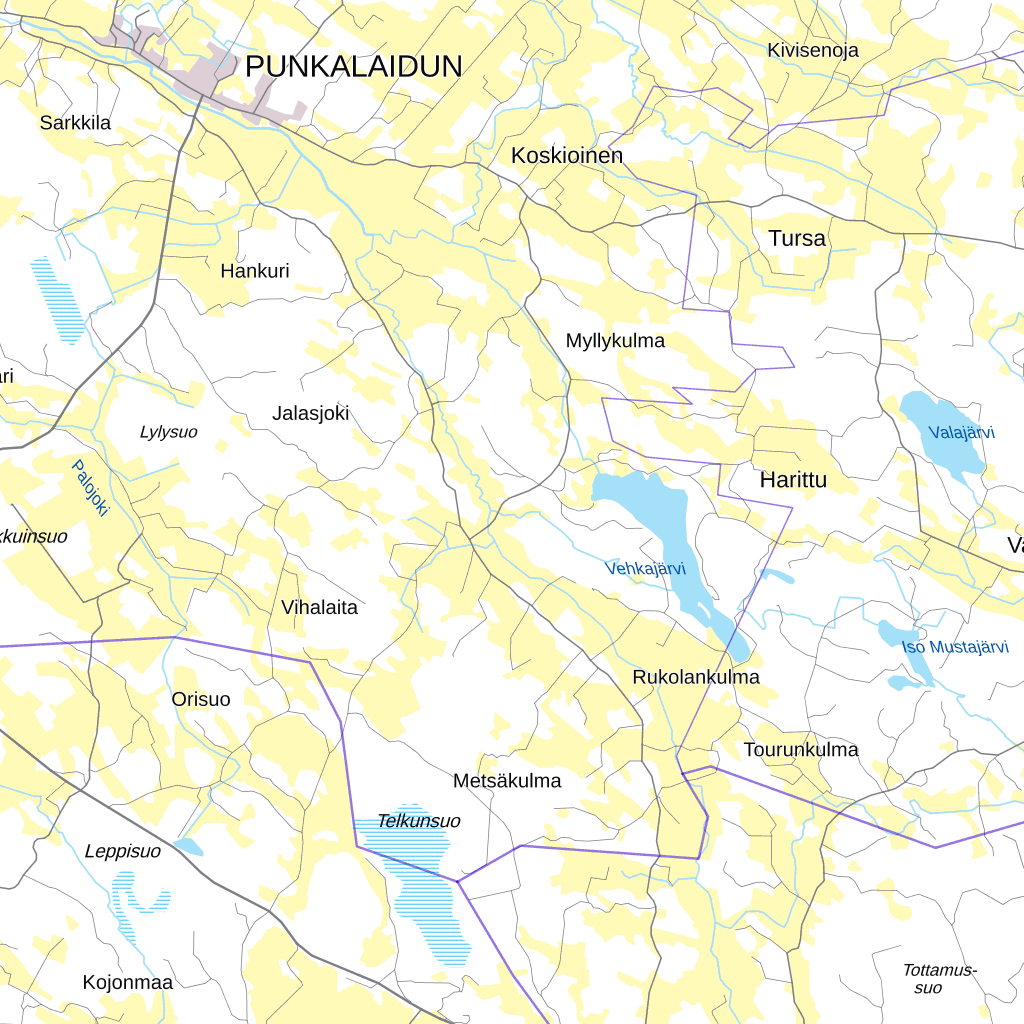 Kivisenoja
PUNKALAIDUN
Sarkkila
Koskioinen
Tursa
Hankuri
Myllykulma
Jalasjoki
Lylysuo
Valajärvi
Harittu
Palojoki
Vehkajärvi
Vihalaita
Iso Mustajärvi
Rukolankulma
Orisuo
Tourunkulma
Metsäkulma
Telkunsuo
Leppisuo
Tottamus-
suo
Kojonmaa